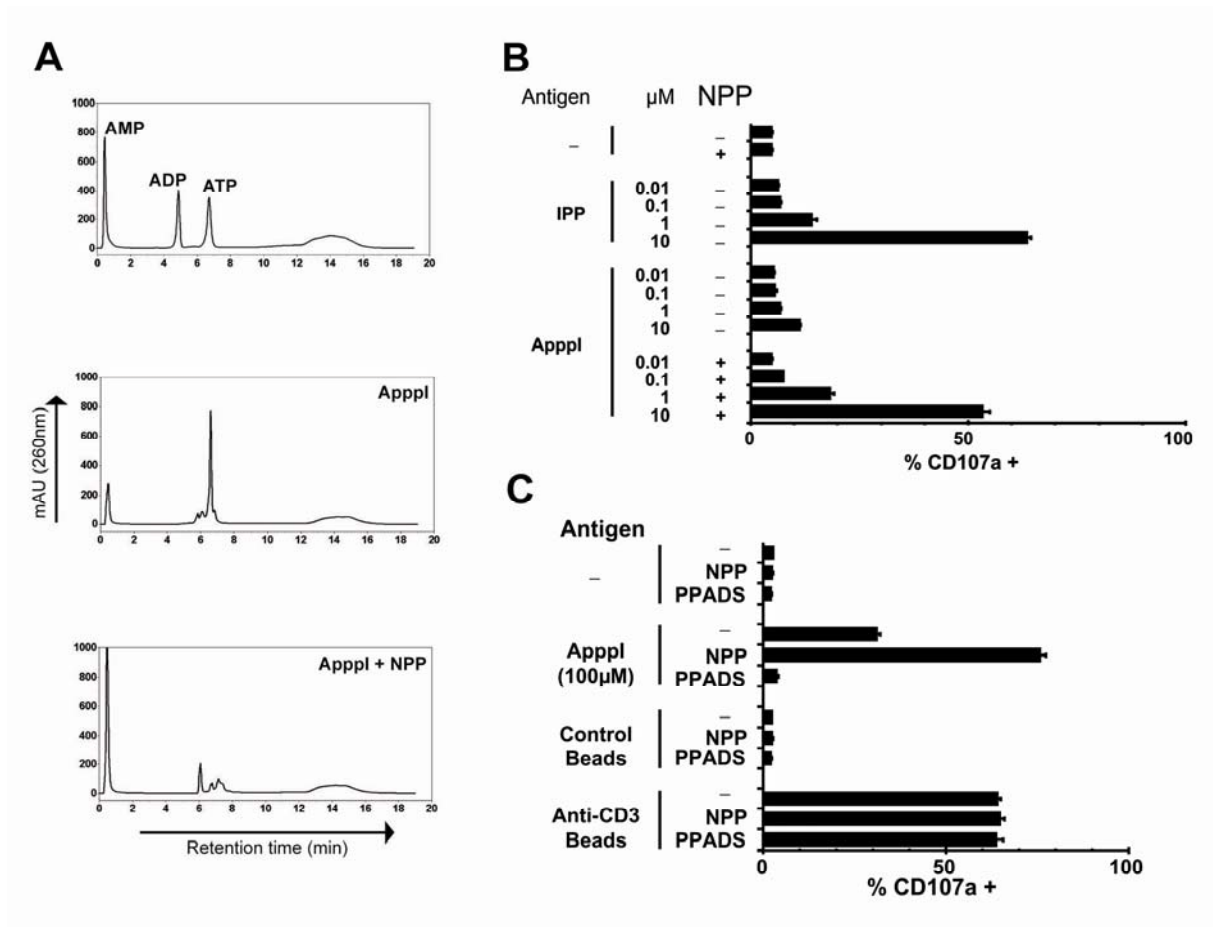 A
1000
800
600
400
200
0
AMP
ADP
ATP
0 2 4 6 8 10 12 14 16 18 20
1000
800
600
400
200
0
ApppI
0 2 4 6 8 10 12 14 16 18 20
mAU (260nm)
1000
800
600
400
200
0
ApppI + NPP
0 2 4 6 8 10 12 14 16 18 20
Retention time (min)
B
Antigen µM NPP
– –
+
IPP
0.01 –
0.1 –
1 –
10 –
ApppI
0.01 –
0.1 –
1 –
10 –
0.01 +
0.1 +
1 +
10 +
0 50 100
% CD107a +
C
Antigen
–
–
NPP
PPADS
ApppI
(100µM)
–
NPP
PPADS
Control
Beads
–
NPP
PPADS
Anti-CD3
Beads
–
NPP
PPADS
0 50 100
% CD107a +